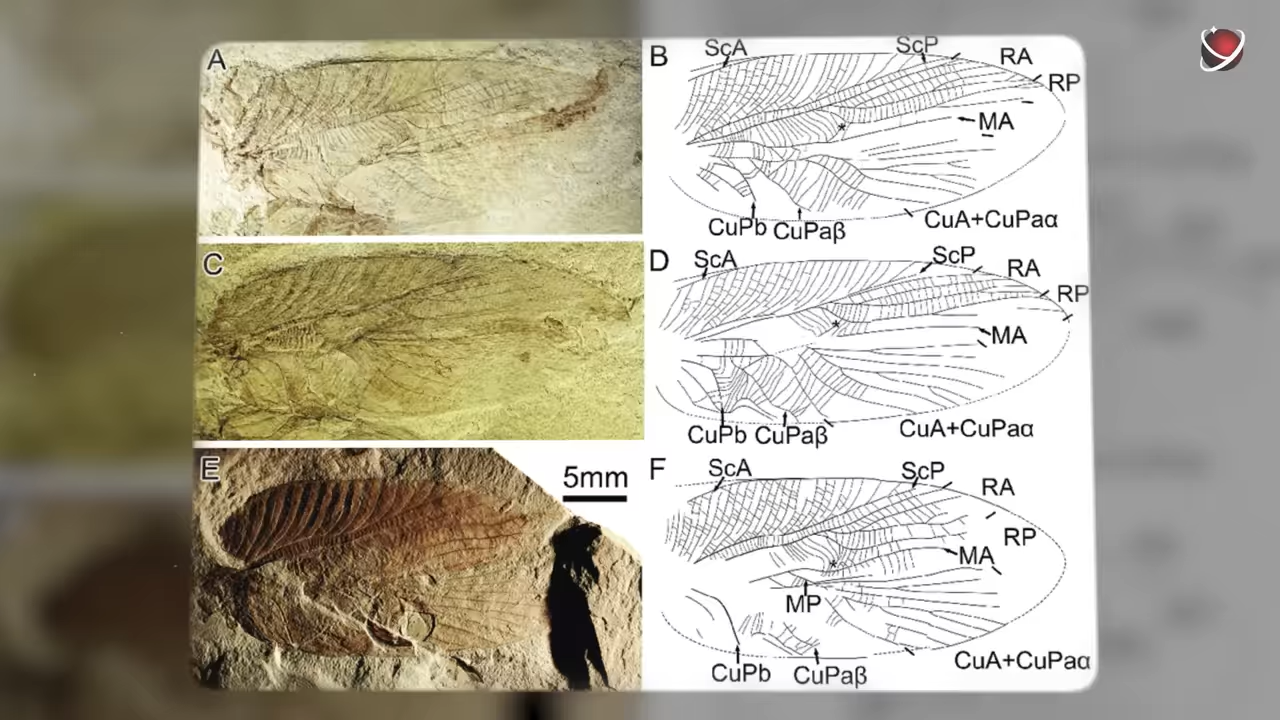 A
B
ScA
ScP
RA
RP
MA
CuPb
CuPaβ
CuA+CuPaα
C
D
ScA
ScP
RA
RP
MA
CuPb
CuPaβ
CuA+CuPaα
E
5mm
F
ScA
ScP
RA
RP
MA
MP
CuPb
CuPaβ
CuA+CuPaα